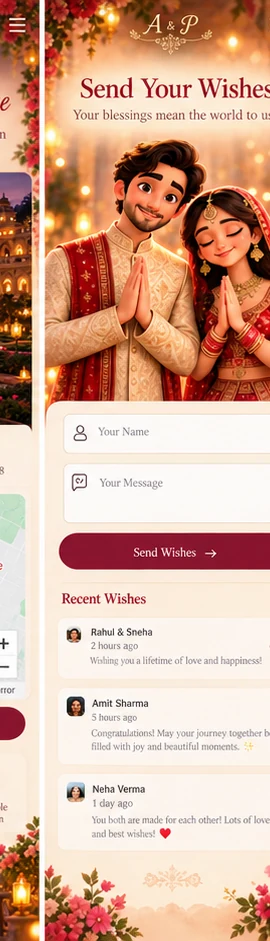 A & P
Send Your Wishes
Your blessings mean the world to us
Your Name
Your Message
Send Wishes →
Recent Wishes
Rahul & Sneha
2 hours ago
Wishing you a lifetime of love and happiness!
Amit Sharma
5 hours ago
Congratulations! May your journey together b
filled with joy and beautiful moments. ✨
Neha Verma
1 day ago
You both are made for each other! Lots of love
and best wishes! ❤️
e
n
8
e
+
−
rror
ple
n